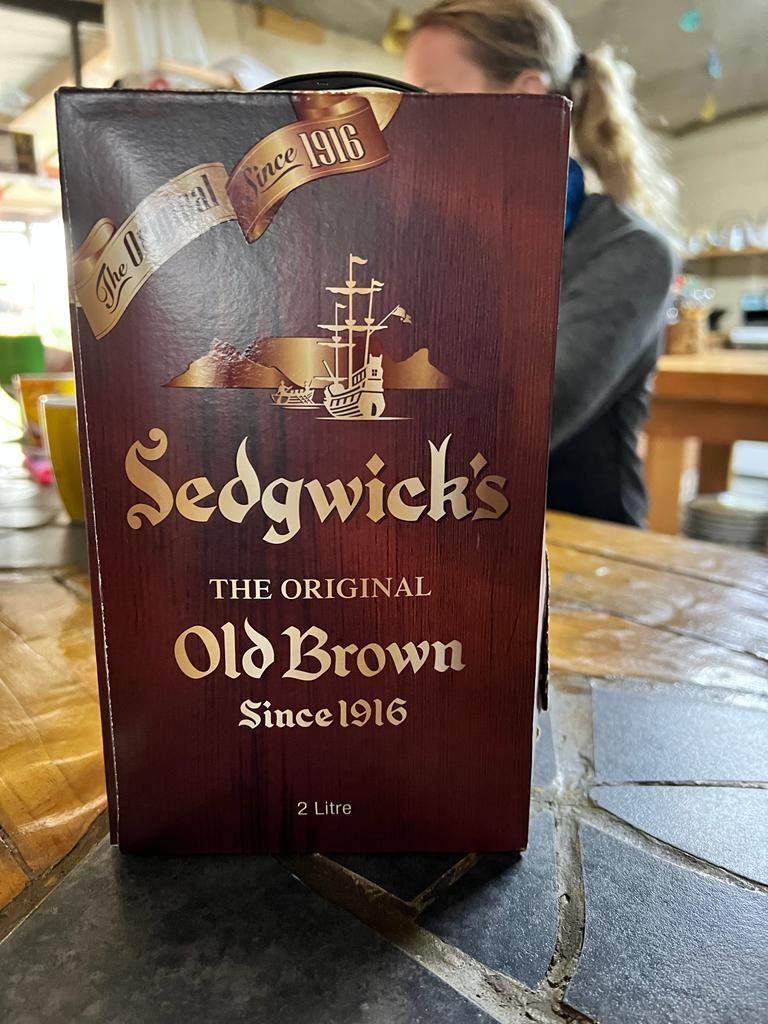 The Original
Since 1916
Sedgwick's
THE ORIGINAL
Old Brown
Since 1916
2 Litre